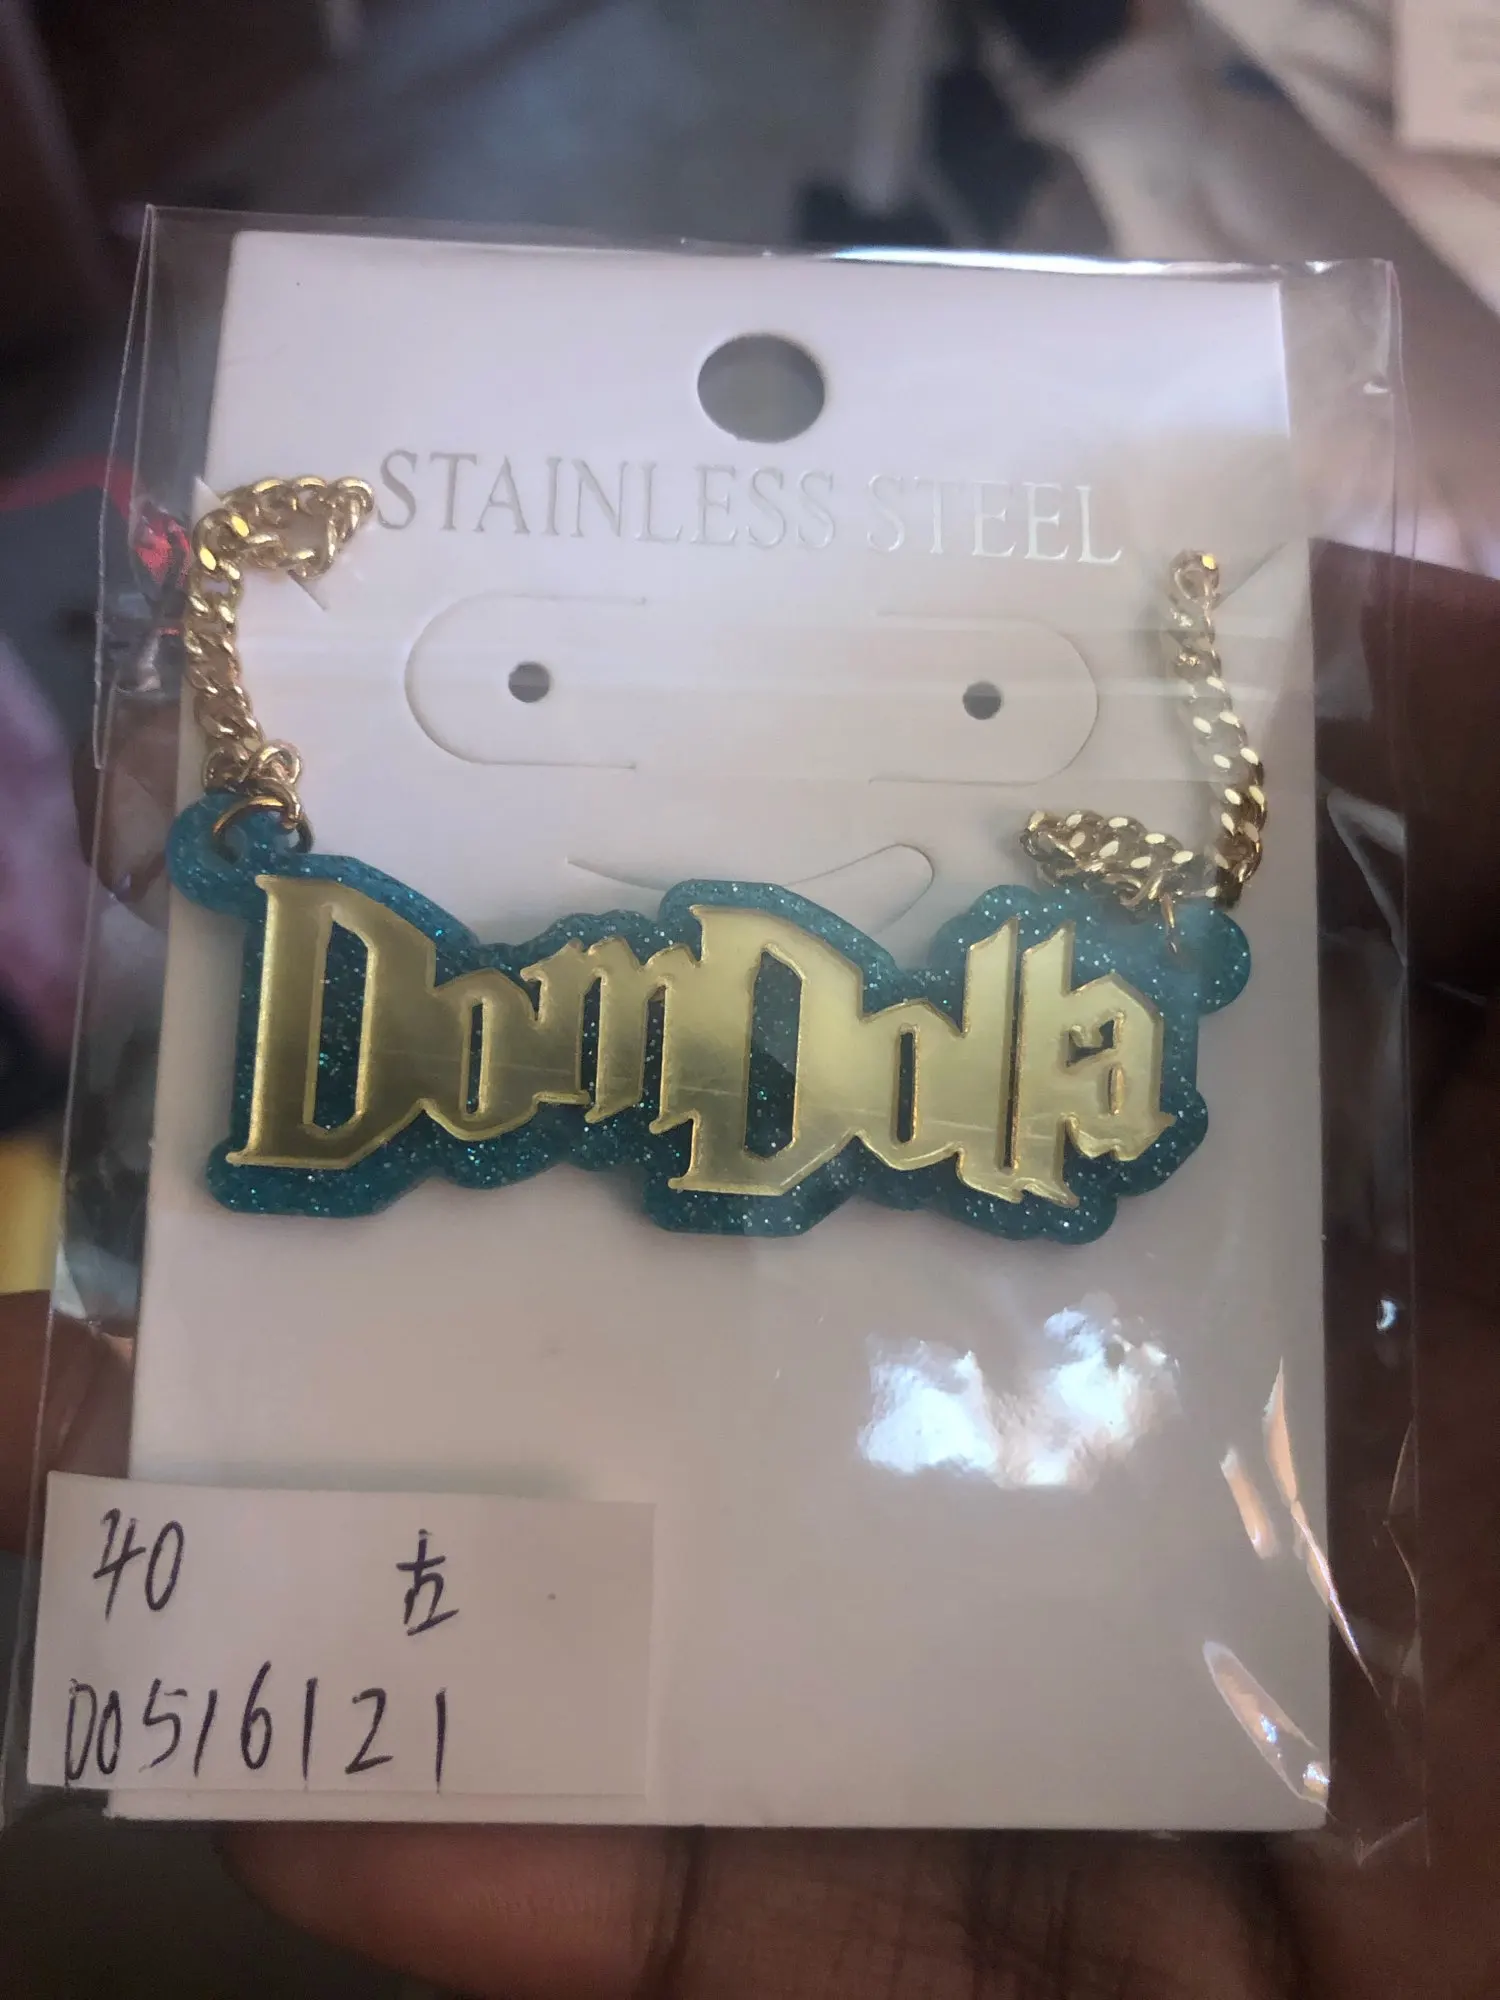 STAINLESS STEEL
DomDolla
40 古
D0516121